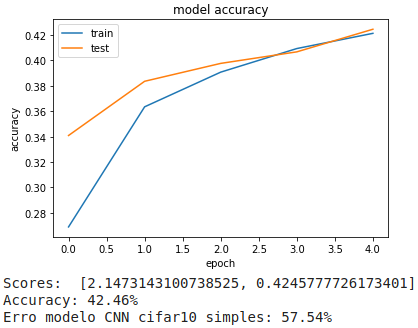 model accuracy
train
test
0.42
0.40
0.38
0.36
0.34
0.32
0.30
0.28
accuracy
0.0 0.5 1.0 1.5 2.0 2.5 3.0 3.5 4.0
epoch
Scores:  [2.1473143100738525, 0.4245777726173401]
Accuracy: 42.46%
Erro modelo CNN cifar10 simples: 57.54%